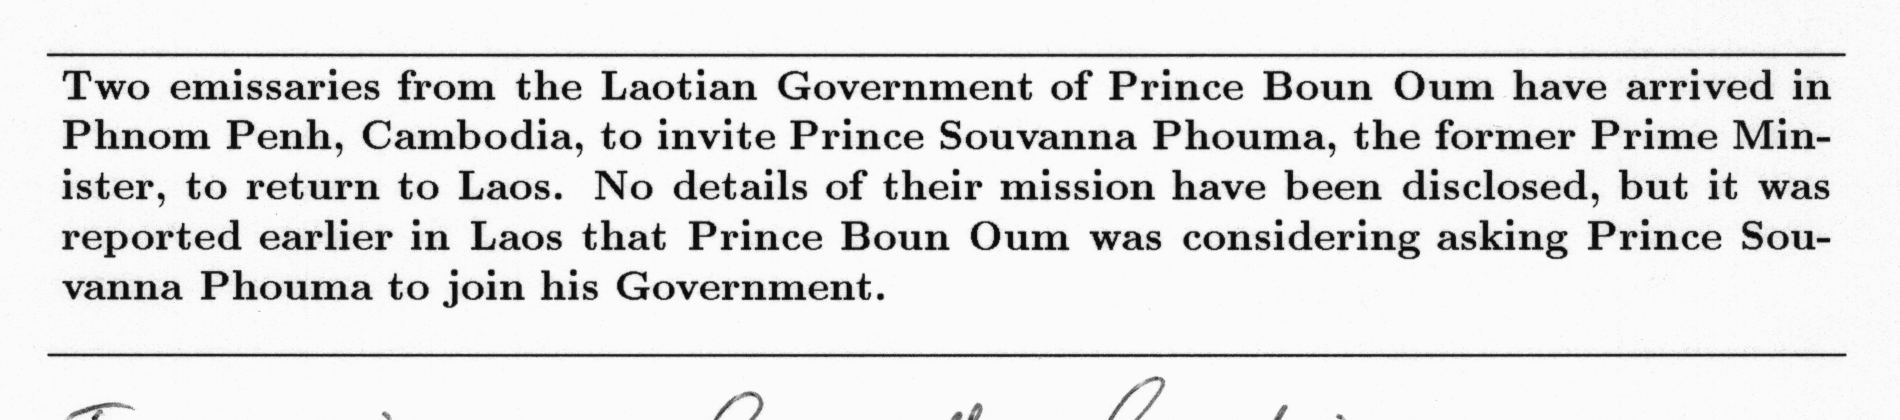 Two emissaries from the Laotian Government of Prince Boun Oum have arrived in
Phnom Penh, Cambodia, to invite Prince Souvanna Phouma, the former Prime Min-
ister, to return to Laos. No details of their mission have been disclosed, but it was
reported earlier in Laos that Prince Boun Oum was considering asking Prince Sou-
vanna Phouma to join his Government.